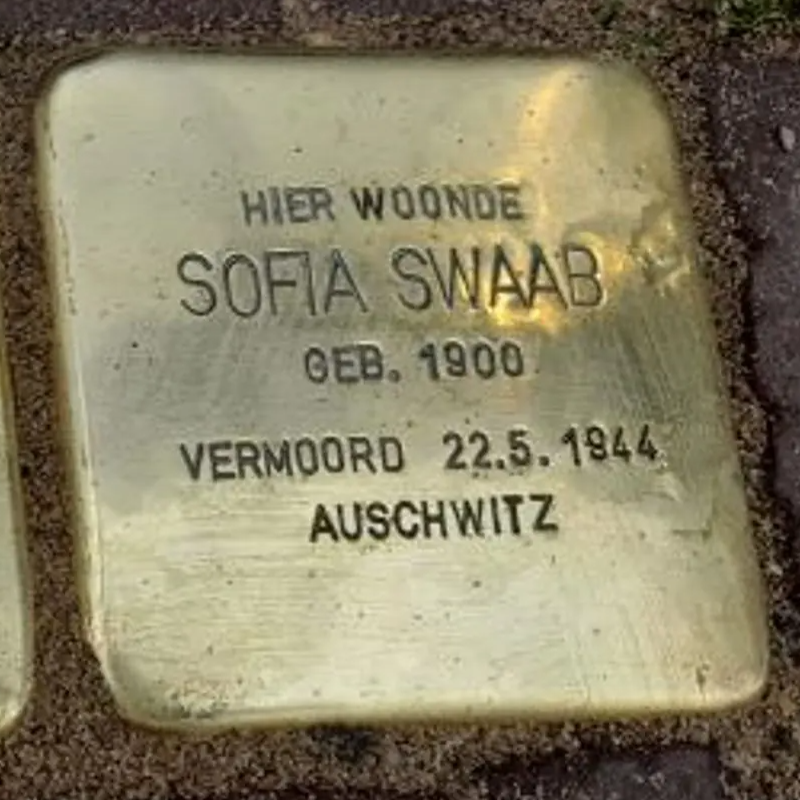 HIER WOONDE
SOFIA SWAAB
GEB. 1900
VERMOORD 22.5.1944
AUSCHWITZ